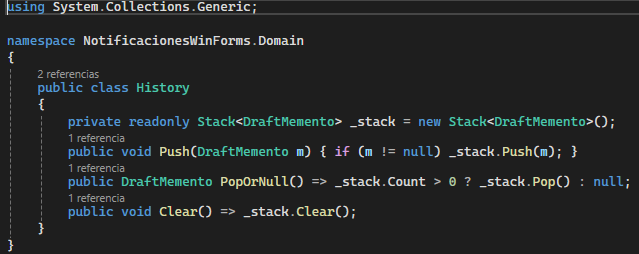 using System.Collections.Generic;
namespace NotificacionesWinForms.Domain
{
2 referencias
public class History
{
private readonly Stack<DraftMemento> _stack = new Stack<DraftMemento>();
1 referencia
public void Push(DraftMemento m) { if (m != null) _stack.Push(m); }
1 referencia
public DraftMemento PopOrNull() => _stack.Count > 0 ? _stack.Pop() : null;
1 referencia
public void Clear() => _stack.Clear();
}
}